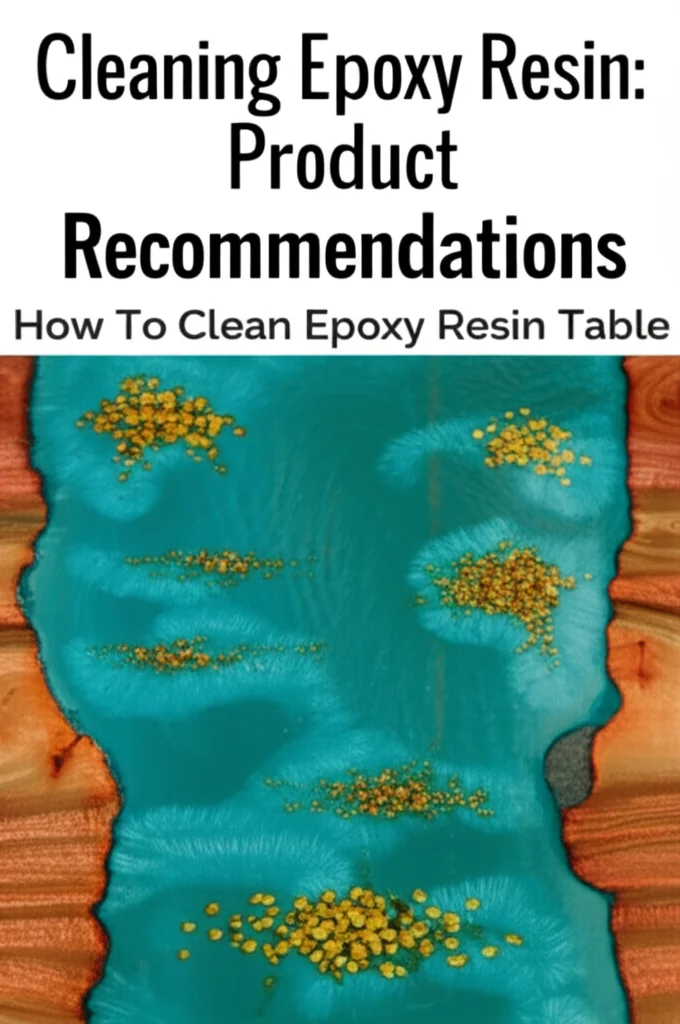 Cleaning Epoxy Resin:
Product
Recommendations
How To Clean Epoxy Resin Table